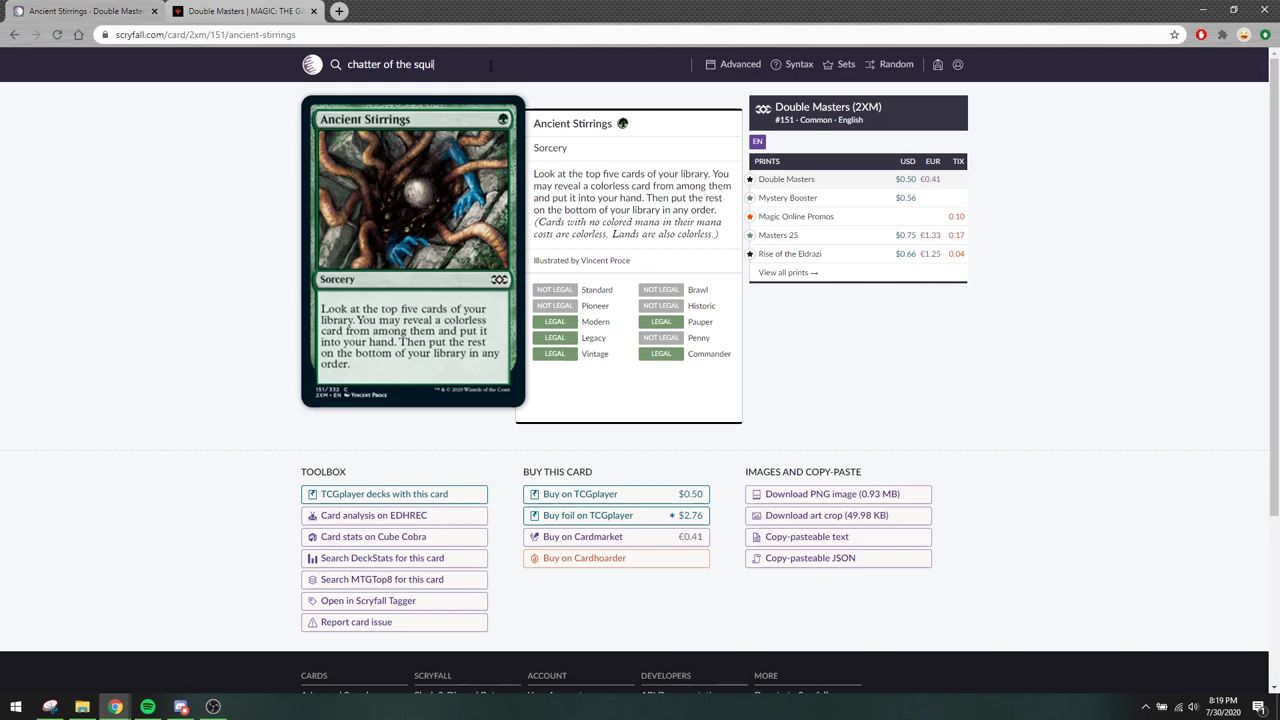 Ancient Stirrings · Double Ma
Double Masters | MAGIC: THE GA
scryfall.com/card/2xm/151/ancient-stirrings
chatter of the squi
Advanced
Syntax
Sets
Random
Ancient Stirrings
Sorcery
Look at the top five cards of your
library. You may reveal a colorless
card from among them and put it
into your hand. Then put the rest
on the bottom of your library in any
order.
151/332 C
2XM • EN VINCENT PROCE
™ & © 2020 Wizards of the Coast
Ancient Stirrings
Sorcery
Look at the top five cards of your library. You
may reveal a colorless card from among them
and put it into your hand. Then put the rest
on the bottom of your library in any order.
(Cards with no colored mana in their mana
costs are colorless. Lands are also colorless.)
Illustrated by Vincent Proce
NOT LEGAL Standard NOT LEGAL Brawl
NOT LEGAL Pioneer NOT LEGAL Historic
LEGAL Modern LEGAL Pauper
LEGAL Legacy NOT LEGAL Penny
LEGAL Vintage LEGAL Commander
Double Masters (2XM)
#151 · Common · English
EN
PRINTS USD EUR TIX
Double Masters $0.50 €0.41
Mystery Booster $0.56
Magic Online Promos 0.10
Masters 25 $0.75 €1.33 0.17
Rise of the Eldrazi $0.66 €1.25 0.04
View all prints →
TOOLBOX
TCGplayer decks with this card
Card analysis on EDHREC
Card stats on Cube Cobra
Search DeckStats for this card
Search MTGTop8 for this card
Open in Scryfall Tagger
Report card issue
BUY THIS CARD
Buy on TCGplayer $0.50
Buy foil on TCGplayer ✶ $2.76
Buy on Cardmarket €0.41
Buy on Cardhoarder
IMAGES AND COPY-PASTE
Download PNG image (0.93 MB)
Download art crop (49.98 KB)
Copy-pasteable text
Copy-pasteable JSON
CARDS
SCRYFALL
ACCOUNT
DEVELOPERS
MORE
8:19 PM
7/30/2020